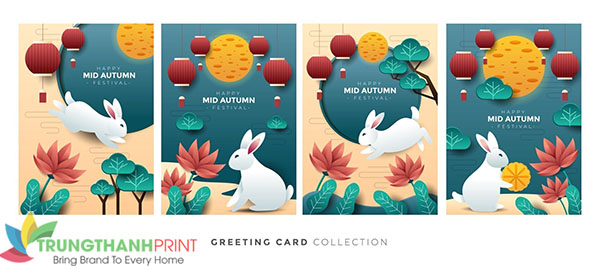 HAPPY
MID AUTUMN
FESTIVAL
HAPPY
MID AUTUMN
- FESTIVAL -
HAPPY
MID AUTUMN
- FESTIVAL -
HAPPY
MID AUTUMN
- FESTIVAL -
TRUNGTHANHPRINT
Bring Brand To Every Home
GREETING CARD COLLECTION